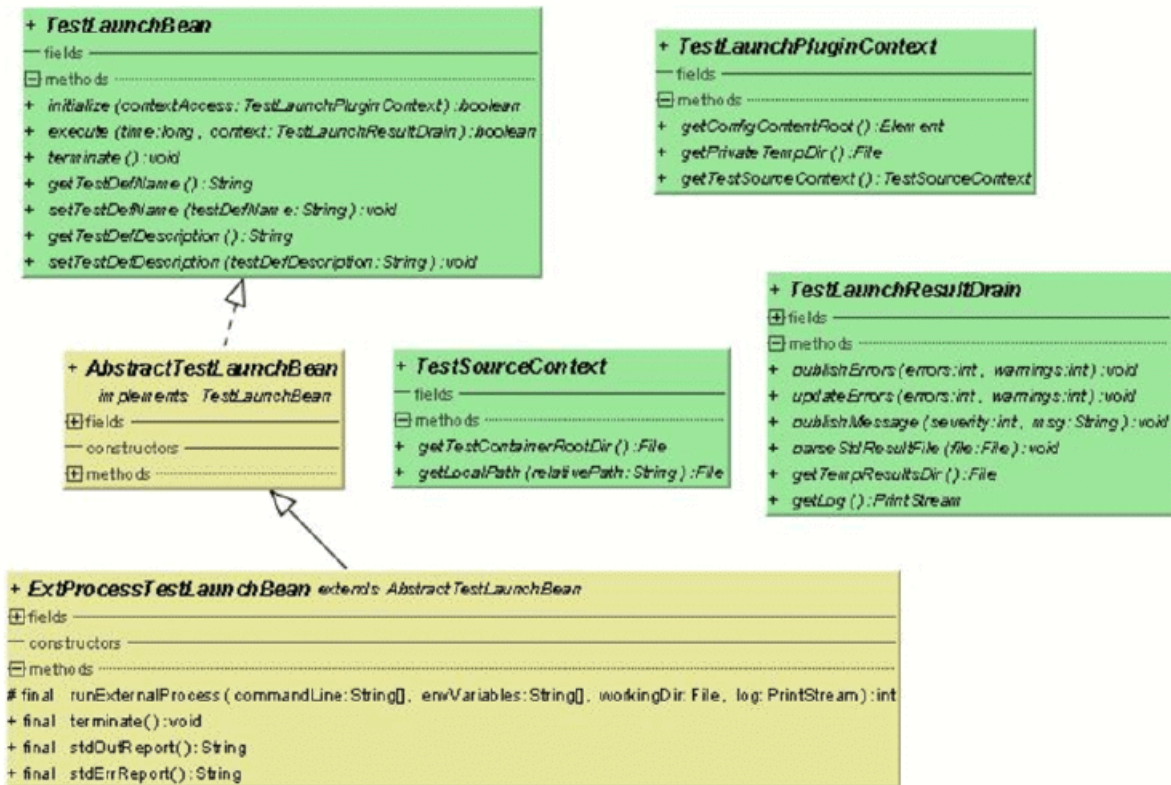 + TestLaunchBean
fields
methods
+ initialize (contextAccess: TestLaunchPluginContext) : boolean
+ execute (time:long , context: TestLaunchResultDrain) : boolean
+ terminate () : void
+ getTestDefName () : String
+ setTestDefName (testDefName: String) : void
+ getTestDefDescription () : String
+ setTestDefDescription (testDefDescription: String) : void
+ TestLaunchPluginContext
fields
methods
+ getConfigContentRoot () : Element
+ getPrivateTempDir () : File
+ getTestSourceContext () : TestSourceContext
+ TestLaunchResultDrain
fields
methods
+ publishErrors (errors:int , warnings:int) : void
+ updateErrors (errors:int , warnings:int) : void
+ publishMessage (severity:int , msg: String) : void
+ parseStdResultFile (file: File) : void
+ getTempResultsDir () : File
+ getLog () : PrintStream
+ AbstractTestLaunchBean
implements TestLaunchBean
fields
constructors
methods
+ TestSourceContext
fields
methods
+ getTestContainerRootDir () : File
+ getLocalPath (relativePath: String) : File
+ ExtProcessTestLaunchBean extends AbstractTestLaunchBean
fields
constructors
methods
# final runExternalProcess ( commandLine: String[], envVariables: String[], workingDir: File, log: PrintStream) : int
+ final terminate() : void
+ final stdOutReport() : String
+ final stdErrReport() : String